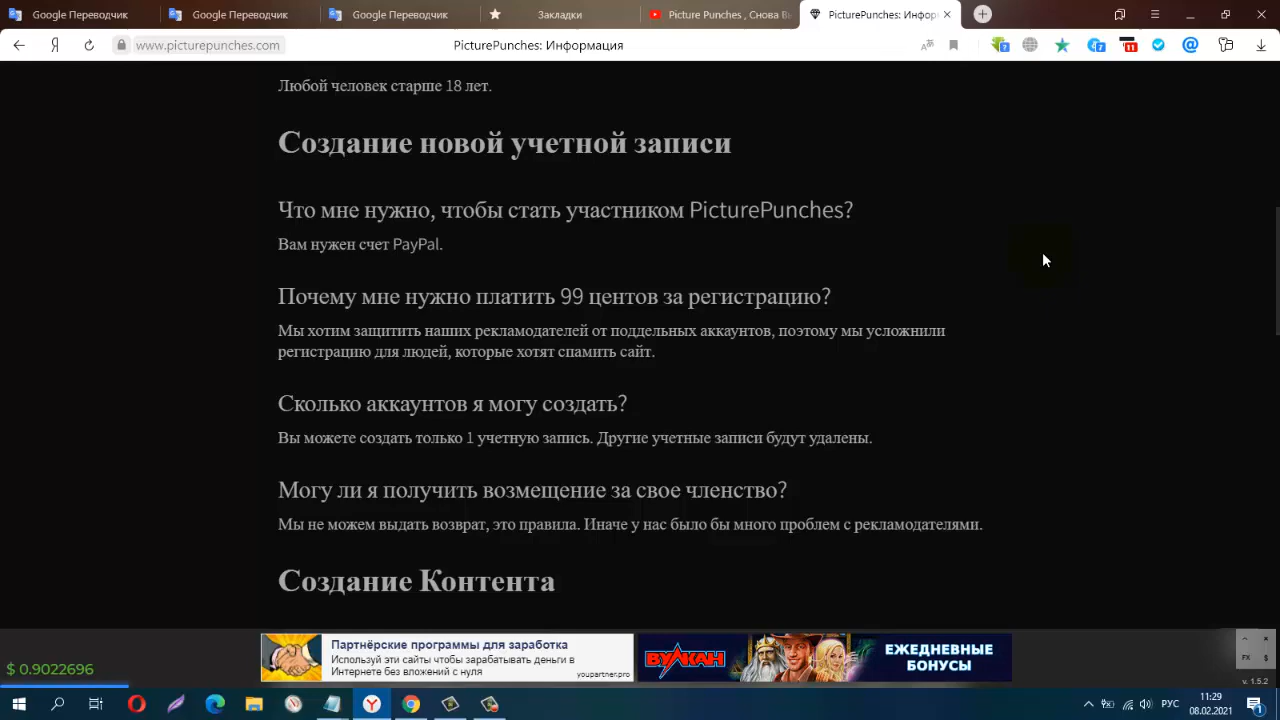 Google Переводчик
Google Переводчик
Google Переводчик
Закладки
Picture Punches , Снова Ви
PicturePunches: Инфор
www.picturepunches.com
PicturePunches: Информация
7
7
11
Любой человек старше 18 лет.
Создание новой учетной записи
Что мне нужно, чтобы стать участником PicturePunches?
Вам нужен счет PayPal.
Почему мне нужно платить 99 центов за регистрацию?
Мы хотим защитить наших рекламодателей от поддельных аккаунтов, поэтому мы усложнили
регистрацию для людей, которые хотят спамить сайт.
Сколько аккаунтов я могу создать?
Вы можете создать только 1 учетную запись. Другие учетные записи будут удалены.
Могу ли я получить возмещение за свое членство?
Мы не можем выдать возврат, это правила. Иначе у нас было бы много проблем с рекламодателями.
Создание Контента
$ 0.9022696
Партнёрские программы для заработка
Используй эти сайты чтобы зарабатывать деньги в
Интернете без вложений с нуля
youpartner.pro
ВУЛКАН
ЕЖЕДНЕВНЫЕ
БОНУСЫ
FK $
v. 1.5.2
РУС
11:29
08.02.2021
1